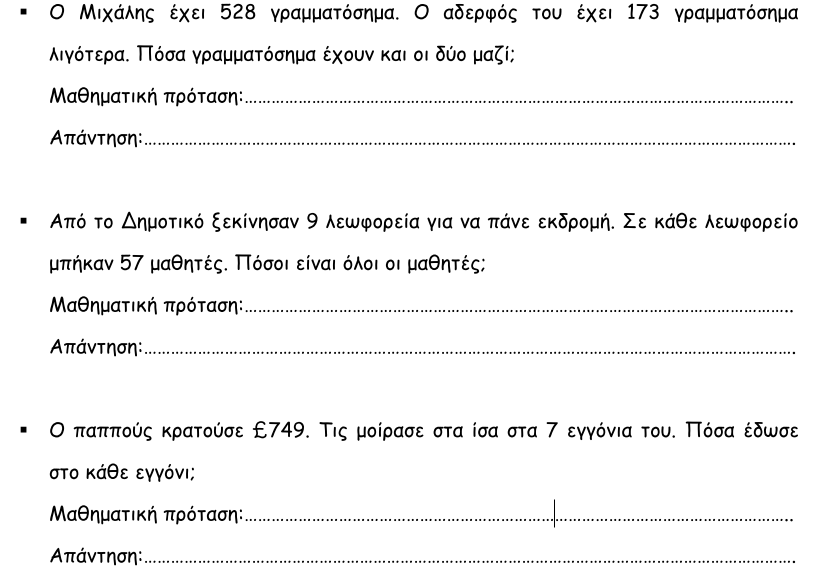 ▪ Ο Μιχάλης έχει 528 γραμματόσημα. Ο αδερφός του έχει 173 γραμματόσημα
λιγότερα. Πόσα γραμματόσημα έχουν και οι δύο μαζί;
Μαθηματική πρόταση:…………………………………………………………………………………………………..
Απάντηση:…………………………………………………………………………………………………………………….
▪ Από το Δημοτικό ξεκίνησαν 9 λεωφορεία για να πάνε εκδρομή. Σε κάθε λεωφορείο
μπήκαν 57 μαθητές. Πόσοι είναι όλοι οι μαθητές;
Μαθηματική πρόταση:…………………………………………………………………………………………………..
Απάντηση:…………………………………………………………………………………………………………………….
▪ Ο παππούς κρατούσε £749. Τις μοίρασε στα ίσα στα 7 εγγόνια του. Πόσα έδωσε
στο κάθε εγγόνι;
Μαθηματική πρόταση:…………………………………………………………………………………………………..
Απάντηση:…………………………………………………………………………………………………………………….